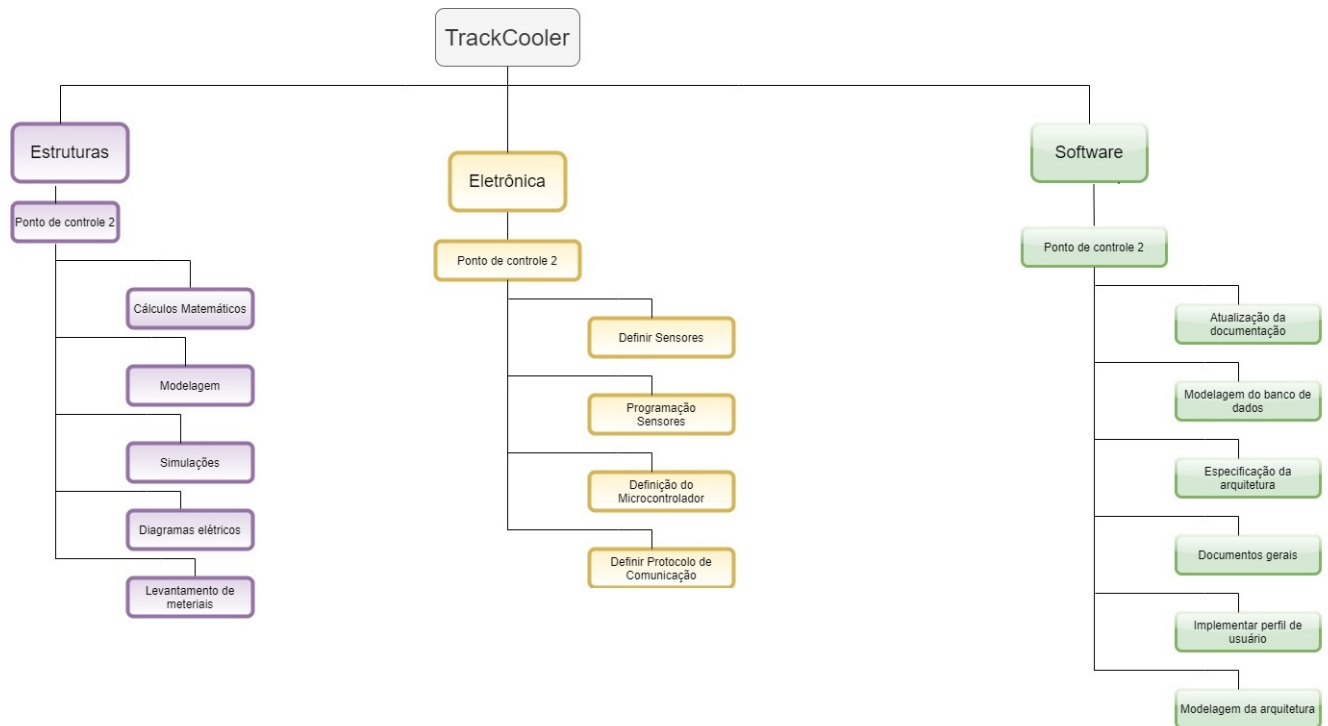 TrackCooler
Estruturas
Ponto de controle 2
Cálculos Matemáticos
Modelagem
Simulações
Diagramas elétricos
Levantamento de
meteriais
Eletrônica
Ponto de controle 2
Definir Sensores
Programação
Sensores
Definição do
Microcontrolador
Definir Protocolo de
Comunicação
Software
Ponto de controle 2
Atualização da
documentação
Modelagem do banco de
dados
Especificação da
arquitetura
Documentos gerais
Implementar perfil de
usuário
Modelagem da arquitetura